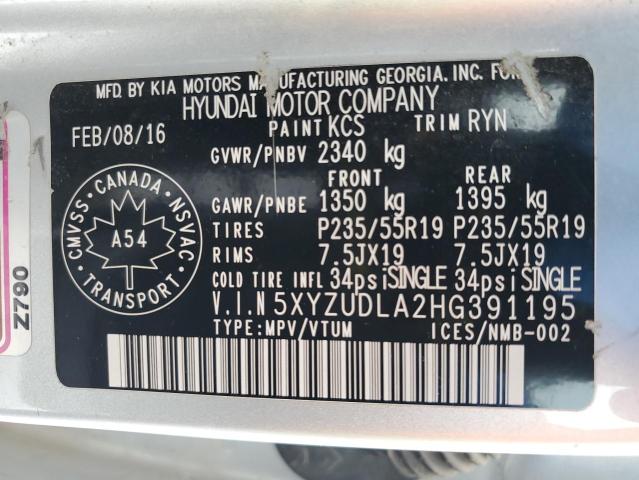 MFD. BY KIA MOTORS MANUFACTURING GEORGIA. INC. FOR
HYUNDAI MOTOR COMPANY
FEB/08/16 PAINT KCS TRIM RYN
GVWR/PNBV 2340 kg
FRONT REAR
GAWR/PNBE 1350 kg 1395 kg
TIRES P235/55R19 P235/55R19
RIMS 7.5JX19 7.5JX19
COLD TIRE INFL 34psi SINGLE 34psi SINGLE
V.I.N 5XYZUDLA2HG391195
TYPE:MPV/VTUM ICES/NMB-002
CANADA
CMVSS NSVAC
A54
TRANSPORT
Z790